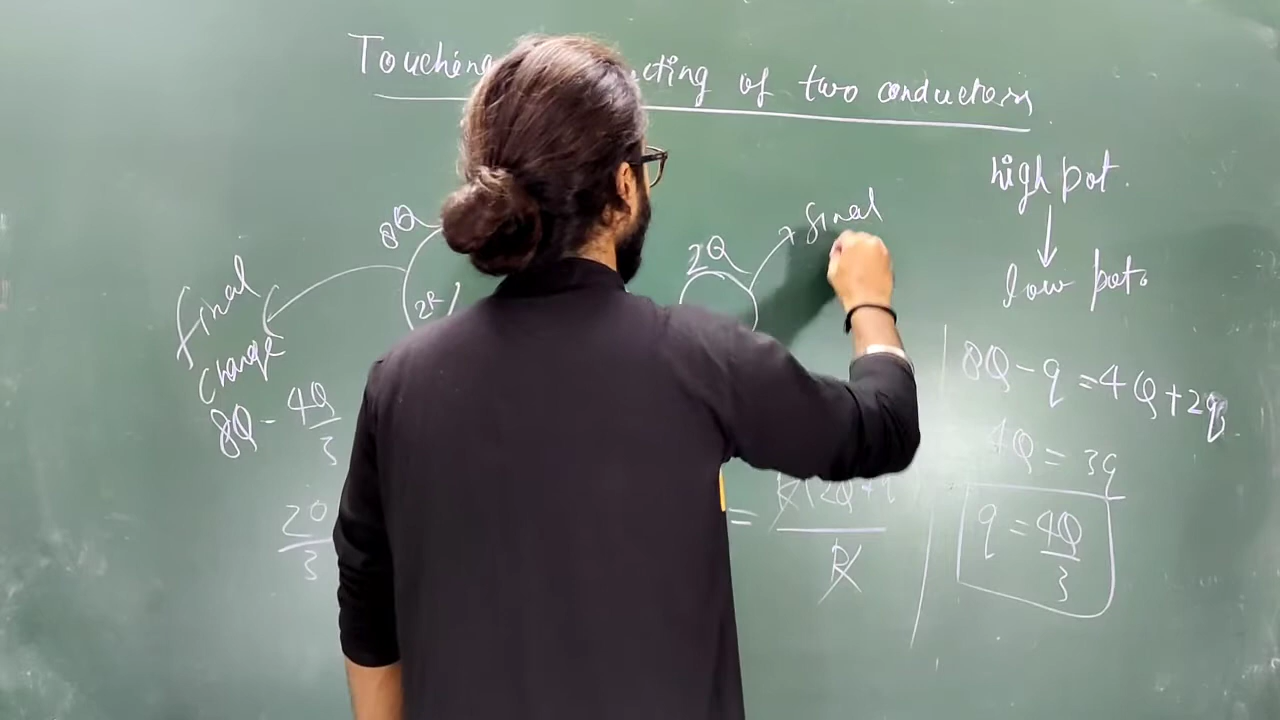 Touching cting of two conductors
high pot.
↓
low pot.
8Q
2R
2Q
final
final
Charge
8Q - 4Q/3
20
3
8Q - q = 4Q + 2q
4Q = 3q
q = 4Q/3
=
R